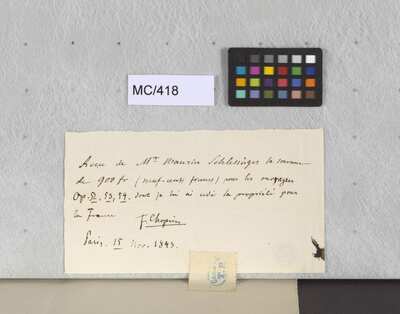 MC/418
Reçu de Mr. Maurice Schlesinger la somme
de 900 fr (neuf-cents francs) pour les ouvrages
Op. 52, 53, 54. dont je lui ai cédé la propriété pour
la France
F. Chopin
Paris. 15 Nov. 1843.